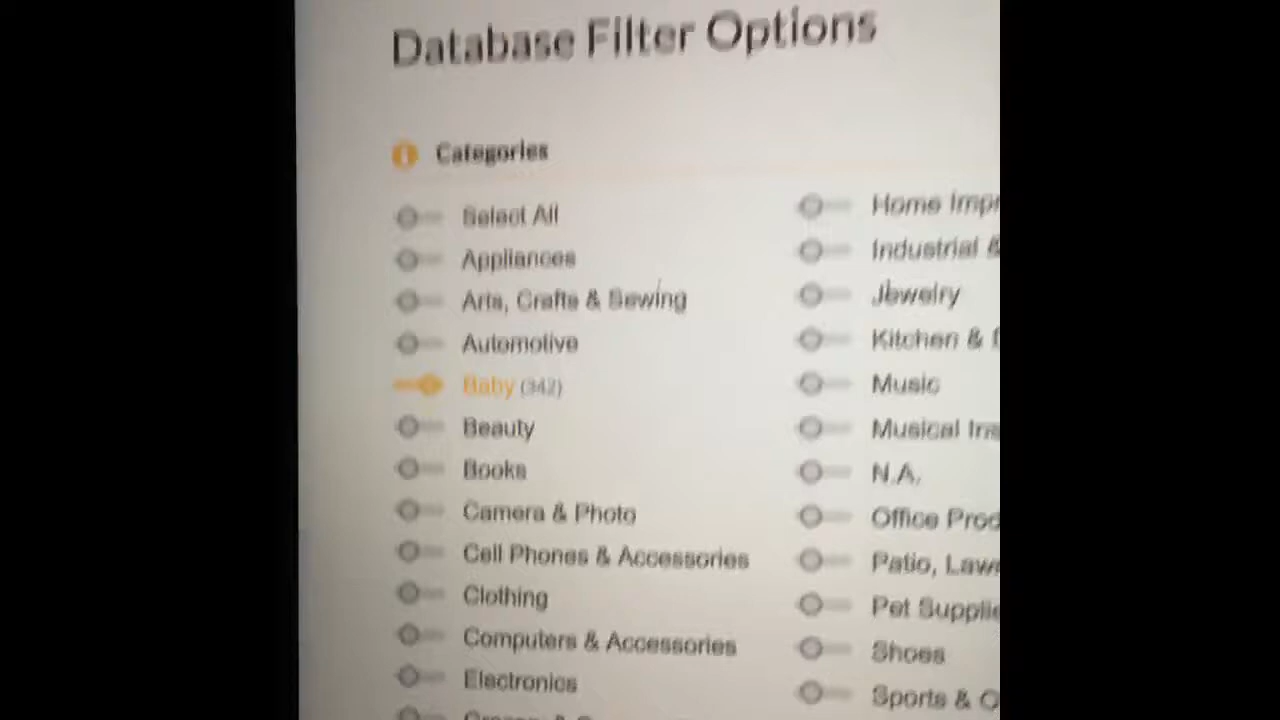 Database Filter Options
Categories
Select All
Appliances
Arts, Crafts & Sewing
Automotive
Baby (342)
Beauty
Books
Camera & Photo
Cell Phones & Accessories
Clothing
Computers & Accessories
Electronics
Home Impr
Industrial &
Jewelry
Kitchen &
Music
Musical Ins
N.A.
Office Prod
Patio, Law
Pet Supplie
Shoes
Sports & O